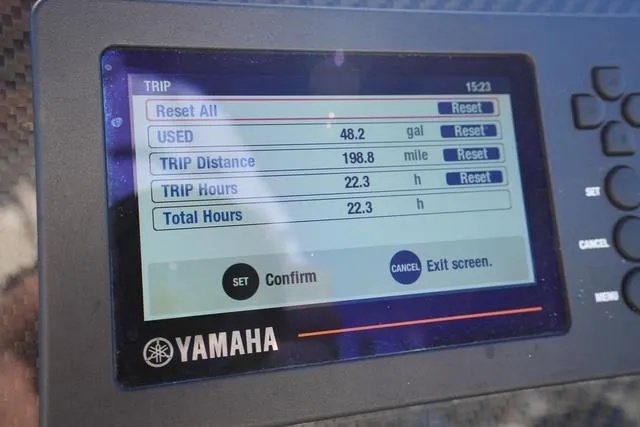 TRIP 15:23
Reset All Reset
USED 48.2 gal Reset
TRIP Distance 198.8 mile Reset
TRIP Hours 22.3 h Reset
Total Hours 22.3 h
SET Confirm CANCEL Exit screen.
YAMAHA
SET
CANCEL
MENU